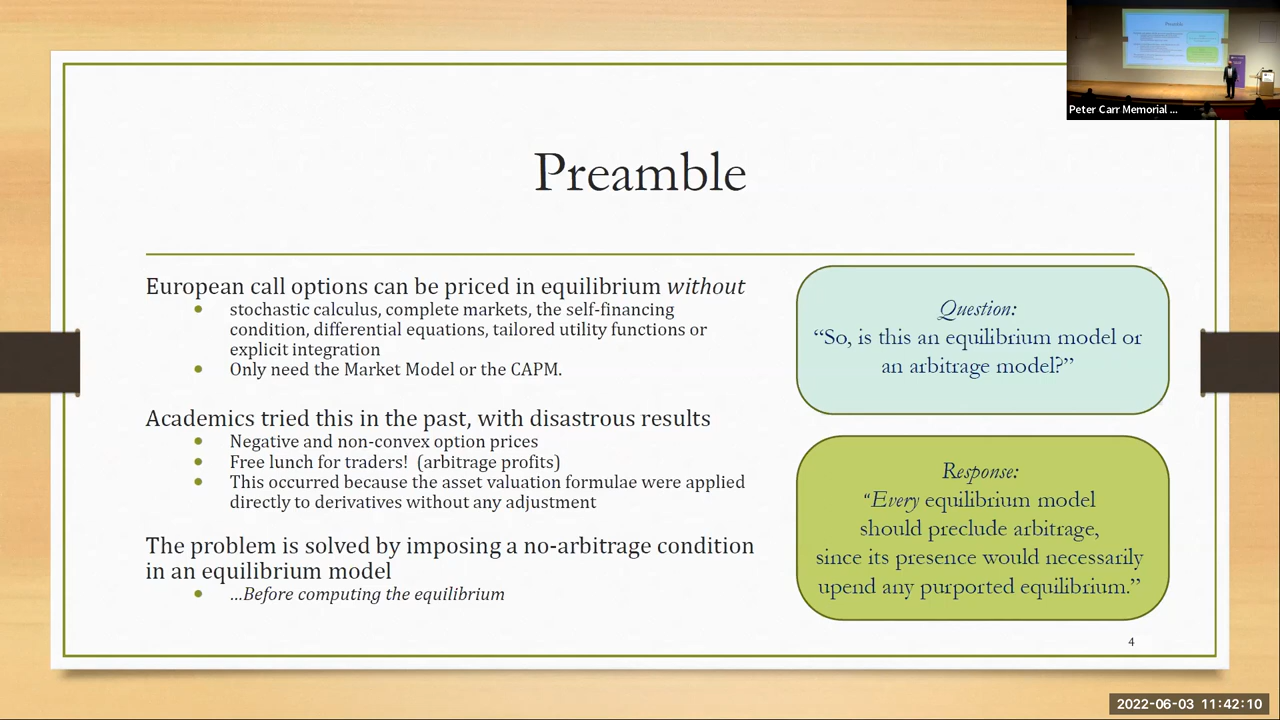 Peter Carr Memorial ...
Preamble
European call options can be priced in equilibrium without
● stochastic calculus, complete markets, the self-financing
condition, differential equations, tailored utility functions or
explicit integration
● Only need the Market Model or the CAPM.
Academics tried this in the past, with disastrous results
● Negative and non-convex option prices
● Free lunch for traders! (arbitrage profits)
● This occurred because the asset valuation formulae were applied
directly to derivatives without any adjustment
The problem is solved by imposing a no-arbitrage condition
in an equilibrium model
● …Before computing the equilibrium
Question:
“So, is this an equilibrium model or
an arbitrage model?”
Response:
“Every equilibrium model
should preclude arbitrage,
since its presence would necessarily
upend any purported equilibrium.”
4
2022-06-03 11:42:10